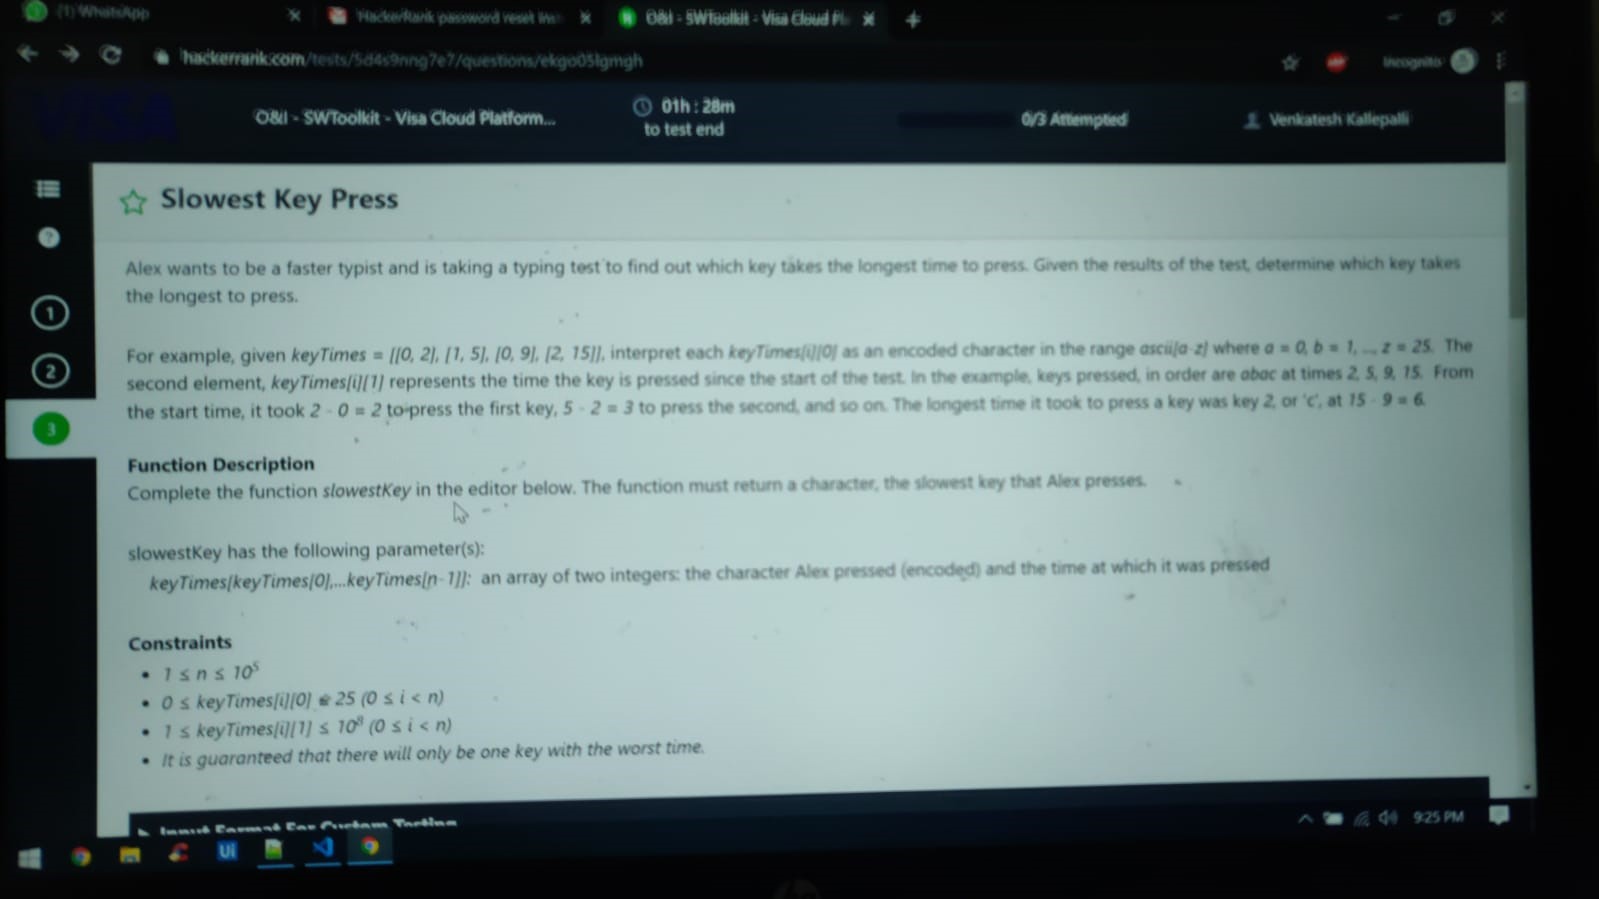 (1) WhatsApp
HackerRank password reset ins
O&I - SWToolkit - Visa Cloud Pl
hackerrank.com/tests/5d4s9nng7e7/questions/ekgo05lgmgh
Incognito
VISA
O&I - SWToolkit - Visa Cloud Platform...
01h : 28m
to test end
0/3 Attempted
Venkatesh Kallepalli
Slowest Key Press
Alex wants to be a faster typist and is taking a typing test to find out which key takes the longest time to press. Given the results of the test, determine which key takes
the longest to press.
1
2
3
For example, given keyTimes = [[0, 2], [1, 5], [0, 9], [2, 15]], interpret each keyTimes[i][0] as an encoded character in the range ascii[a-z] where a = 0, b = 1, ..., z = 25. The
second element, keyTimes[i][1] represents the time the key is pressed since the start of the test. In the example, keys pressed, in order are abac at times 2, 5, 9, 15. From
the start time, it took 2 - 0 = 2 to press the first key, 5 - 2 = 3 to press the second, and so on. The longest time it took to press a key was key 2, or 'c', at 15 - 9 = 6.
Function Description
Complete the function slowestKey in the editor below. The function must return a character, the slowest key that Alex presses.
slowestKey has the following parameter(s):
keyTimes[keyTimes[0],...keyTimes[n-1]]: an array of two integers: the character Alex pressed (encoded) and the time at which it was pressed
Constraints
• 1 ≤ n ≤ 10⁵
• 0 ≤ keyTimes[i][0] ≤ 25 (0 ≤ i < n)
• 1 ≤ keyTimes[i][1] ≤ 10⁸ (0 ≤ i < n)
• It is guaranteed that there will only be one key with the worst time.
Input Format For Custom Testing
Ui
9:25 PM